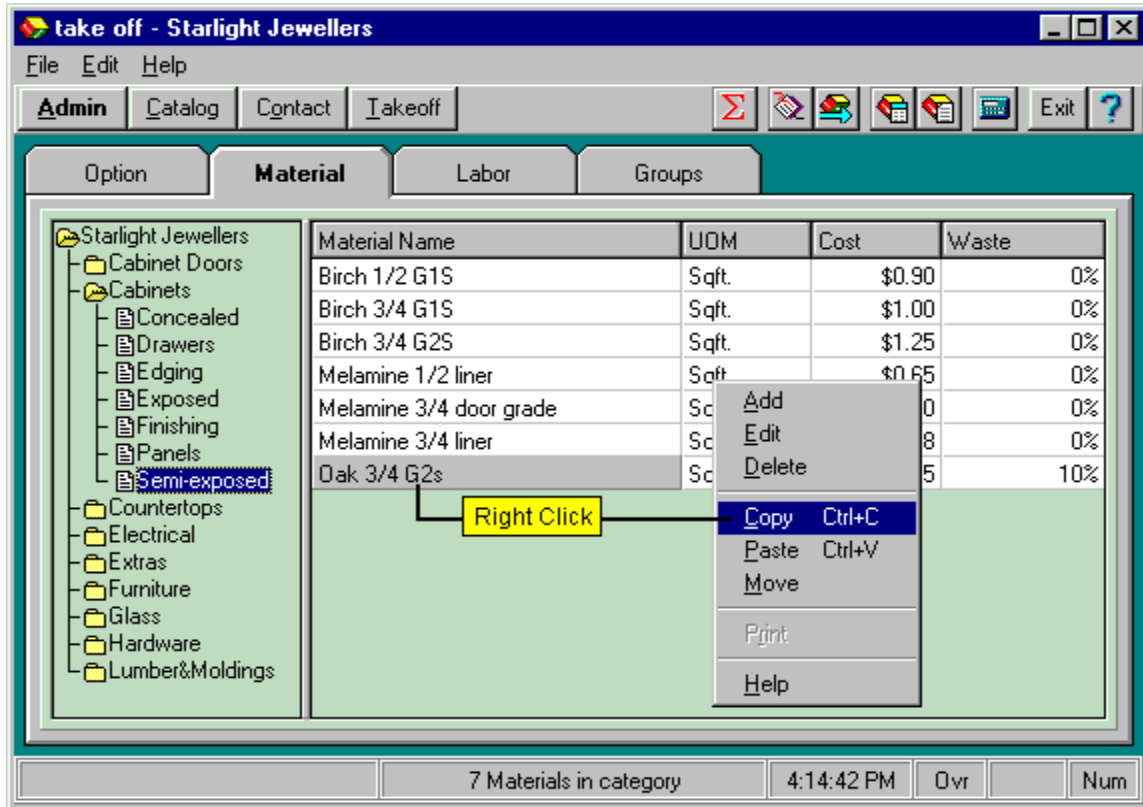 take off - Starlight Jewellers
File Edit Help
Admin Catalog Contact Takeoff Σ Exit ?
Option Material Labor Groups
Starlight Jewellers
Cabinet Doors
Cabinets
Concealed
Drawers
Edging
Exposed
Finishing
Panels
Semi-exposed
Countertops
Electrical
Extras
Furniture
Glass
Hardware
Lumber&Moldings
Material Name UOM Cost Waste
Birch 1/2 G1S Sqft. $0.90 0%
Birch 3/4 G1S Sqft. $1.00 0%
Birch 3/4 G2S Sqft. $1.25 0%
Melamine 1/2 liner Sqft. $0.65 0%
Melamine 3/4 door grade 0 0%
Melamine 3/4 liner 8 0%
Oak 3/4 G2s 5 10%
Right Click
Add
Edit
Delete
Copy Ctrl+C
Paste Ctrl+V
Move
Print
Help
7 Materials in category 4:14:42 PM Ovr Num